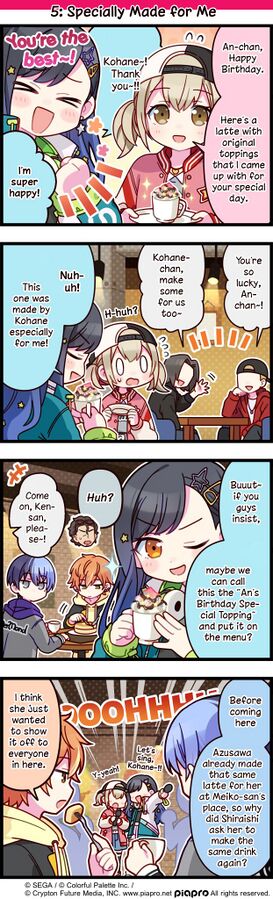 5: Specially Made for Me
An-chan,
Happy
Birthday.
Here's a
latte with
original
toppings
that I came
up with for
your special
day.
Kohane~!
Thank
you~!!
You're the
best~!
I'm
super
happy!
You're
so
lucky,
An-
chan~!
Kohane-
chan,
make
some
for us
too~
H-huh?
Nuh-
uh!
This
one was
made by
Kohane
especially
for me!
Buuut-
if you
guys
insist,
maybe we
can call
this the "An's
Birthday Spe-
cial Topping"
and put it
on the
menu?
Huh?
Come
on, Ken-
san,
plea-
se~!
OOOHHHH
Before
coming
here
Azusawa
already made
that same
latte for her
at Meiko-san's
place, so why
did Shiraishi
ask her to
make the
same drink
again?
Let's
sing,
Kohane~!!
Y-yeah!
I think
she just
wanted
to show
it off to
everyone
in here.
© SEGA / © Colorful Palette Inc. /
© Crypton Future Media, INC. www.piapro.net piapro All rights reserved.